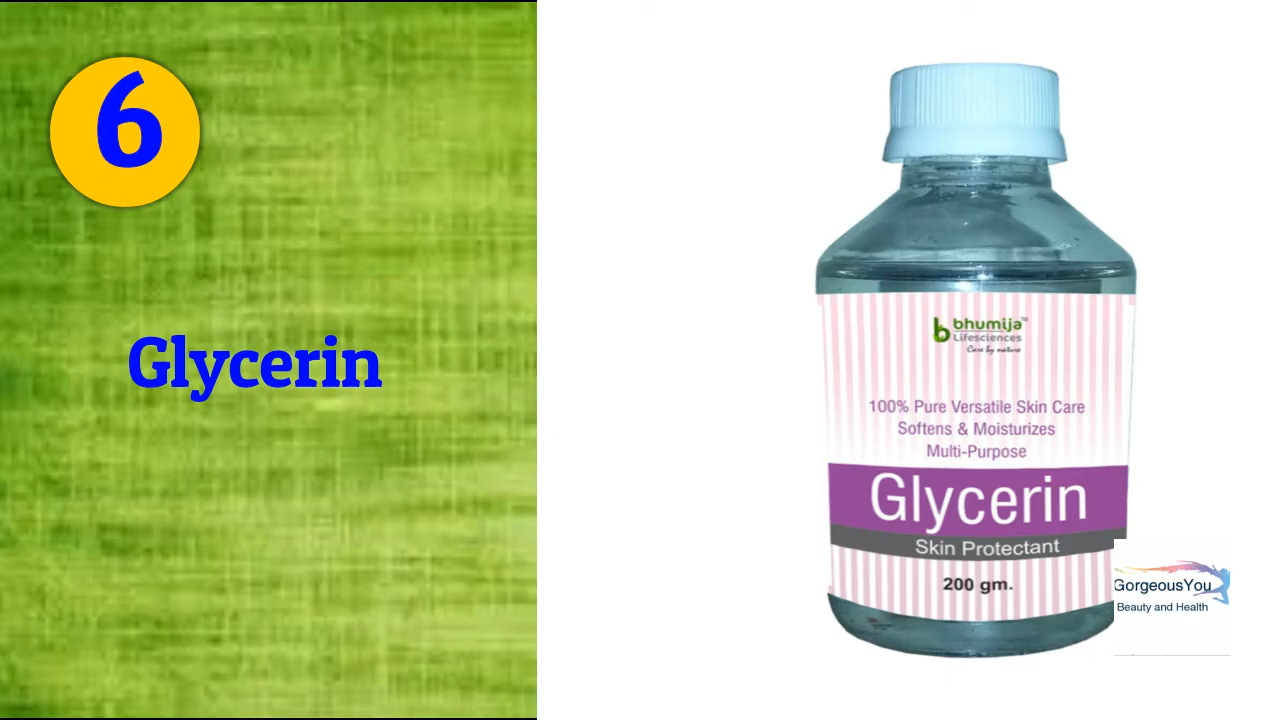 6
Glycerin
bhumija™
Lifesciences
Care by nature
100% Pure Versatile Skin Care
Softens & Moisturizes
Multi-Purpose
Glycerin
Skin Protectant
200 gm.
GorgeousYou
Beauty and Health